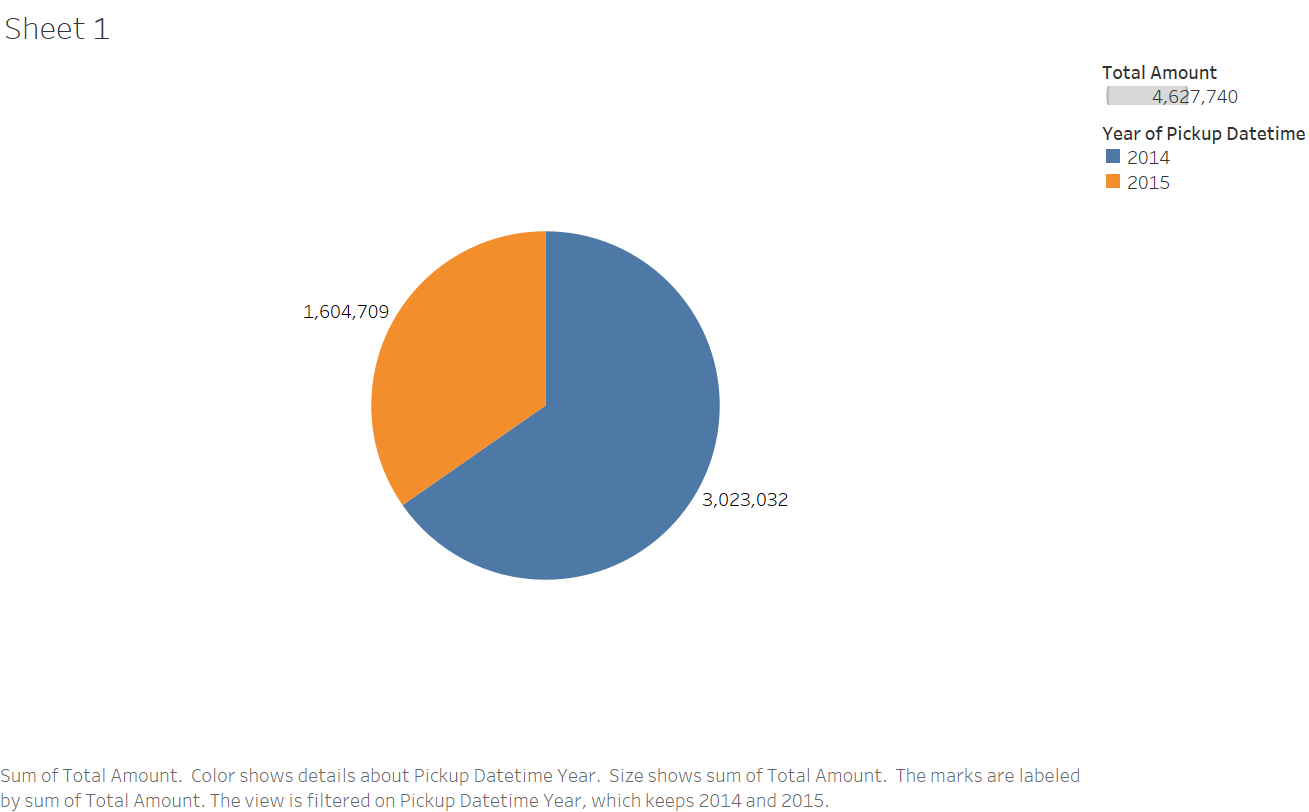 Sheet 1
Total Amount
4,627,740
Year of Pickup Datetime
2014
2015
1,604,709
3,023,032
Sum of Total Amount.  Color shows details about Pickup Datetime Year.  Size shows sum of Total Amount.  The marks are labeled
by sum of Total Amount. The view is filtered on Pickup Datetime Year, which keeps 2014 and 2015.